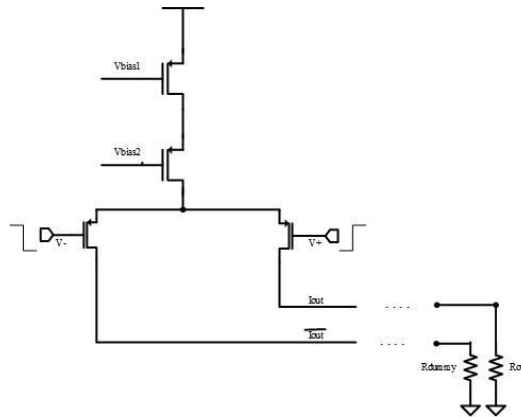 Vbias1
Vbias2
V-
V+
Iout
Iout
. . . .
. . . .
Rdummy
Ro